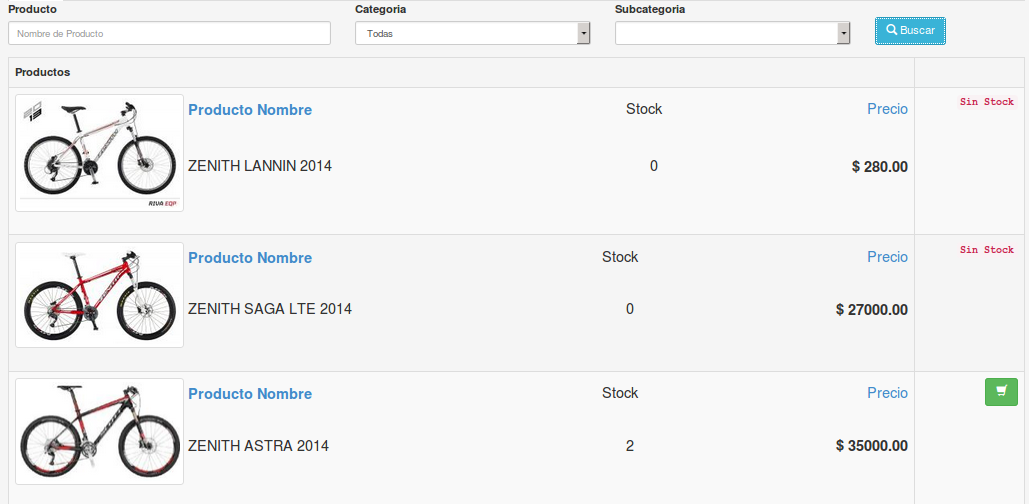 Producto Categoria Subcategoria
Nombre de Producto Todas Buscar
Productos
Producto Nombre Stock Precio Sin Stock
ZENITH LANNIN 2014 0 $ 280.00
RIVA EQP
Producto Nombre Stock Precio Sin Stock
ZENITH SAGA LTE 2014 0 $ 27000.00
Producto Nombre Stock Precio
ZENITH ASTRA 2014 2 $ 35000.00